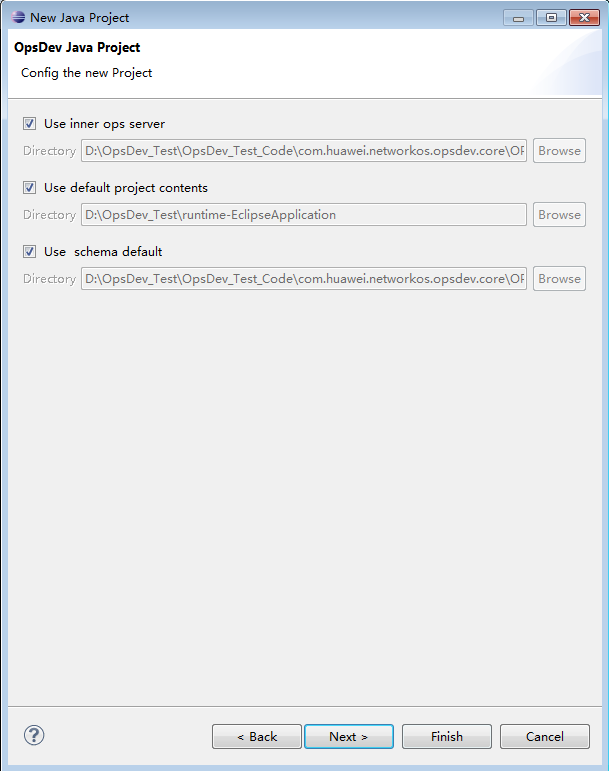 New Java Project
OpsDev Java Project
Config the new Project
Use inner ops server
Directory D:\OpsDev_Test\OpsDev_Test_Code\com.huawei.networkos.opsdev.core\OF Browse
Use default project contents
Directory D:\OpsDev_Test\runtime-EclipseApplication Browse
Use schema default
Directory D:\OpsDev_Test\OpsDev_Test_Code\com.huawei.networkos.opsdev.core\OF Browse
? < Back Next > Finish Cancel